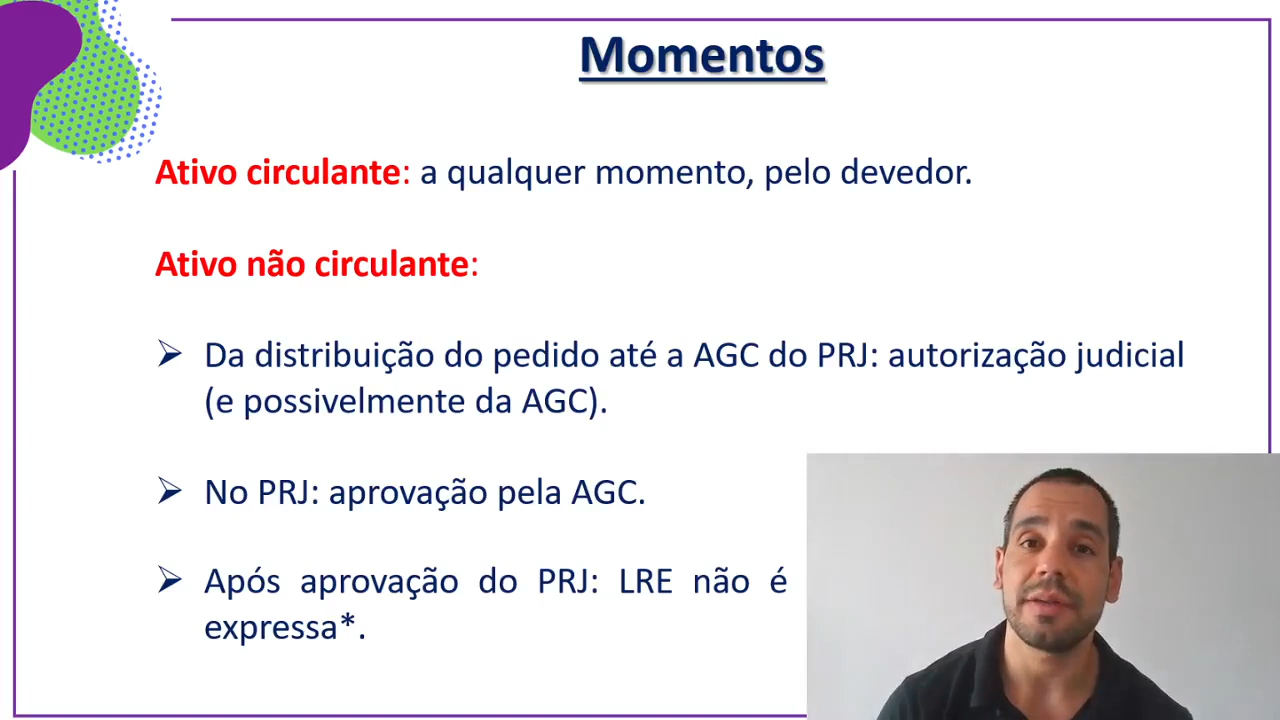 Momentos
Ativo circulante: a qualquer momento, pelo devedor.
Ativo não circulante:
➢ Da distribuição do pedido até a AGC do PRJ: autorização judicial
(e possivelmente da AGC).
➢ No PRJ: aprovação pela AGC.
➢ Após aprovação do PRJ: LRE não é
expressa*.